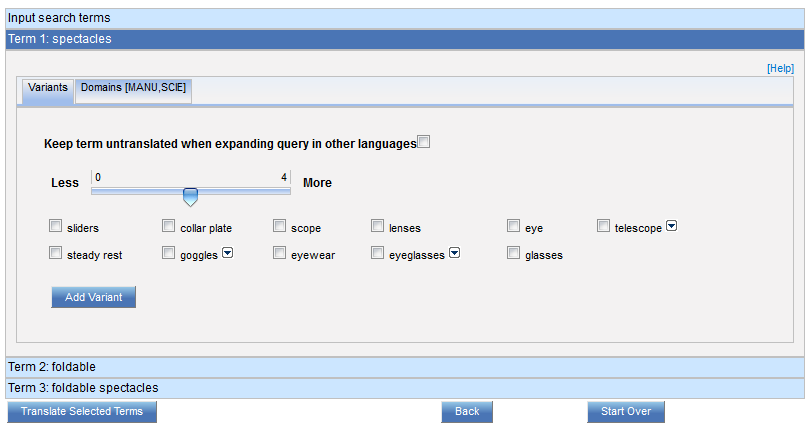 Input search terms
Term 1: spectacles
[Help]
Variants Domains [MANU,SCIE]
Keep term untranslated when expanding query in other languages
0 4
Less More
sliders collar plate scope lenses eye telescope
steady rest goggles eyewear eyeglasses glasses
Add Variant
Term 2: foldable
Term 3: foldable spectacles
Translate Selected Terms Back Start Over